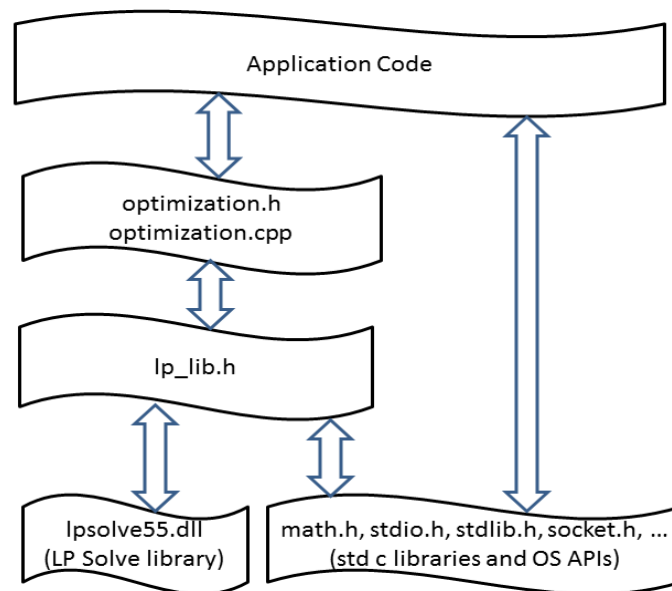 Application Code
optimization.h
optimization.cpp
lp_lib.h
lpsolve55.dll
(LP Solve library)
math.h, stdio.h, stdlib.h, socket.h, ...
(std c libraries and OS APIs)